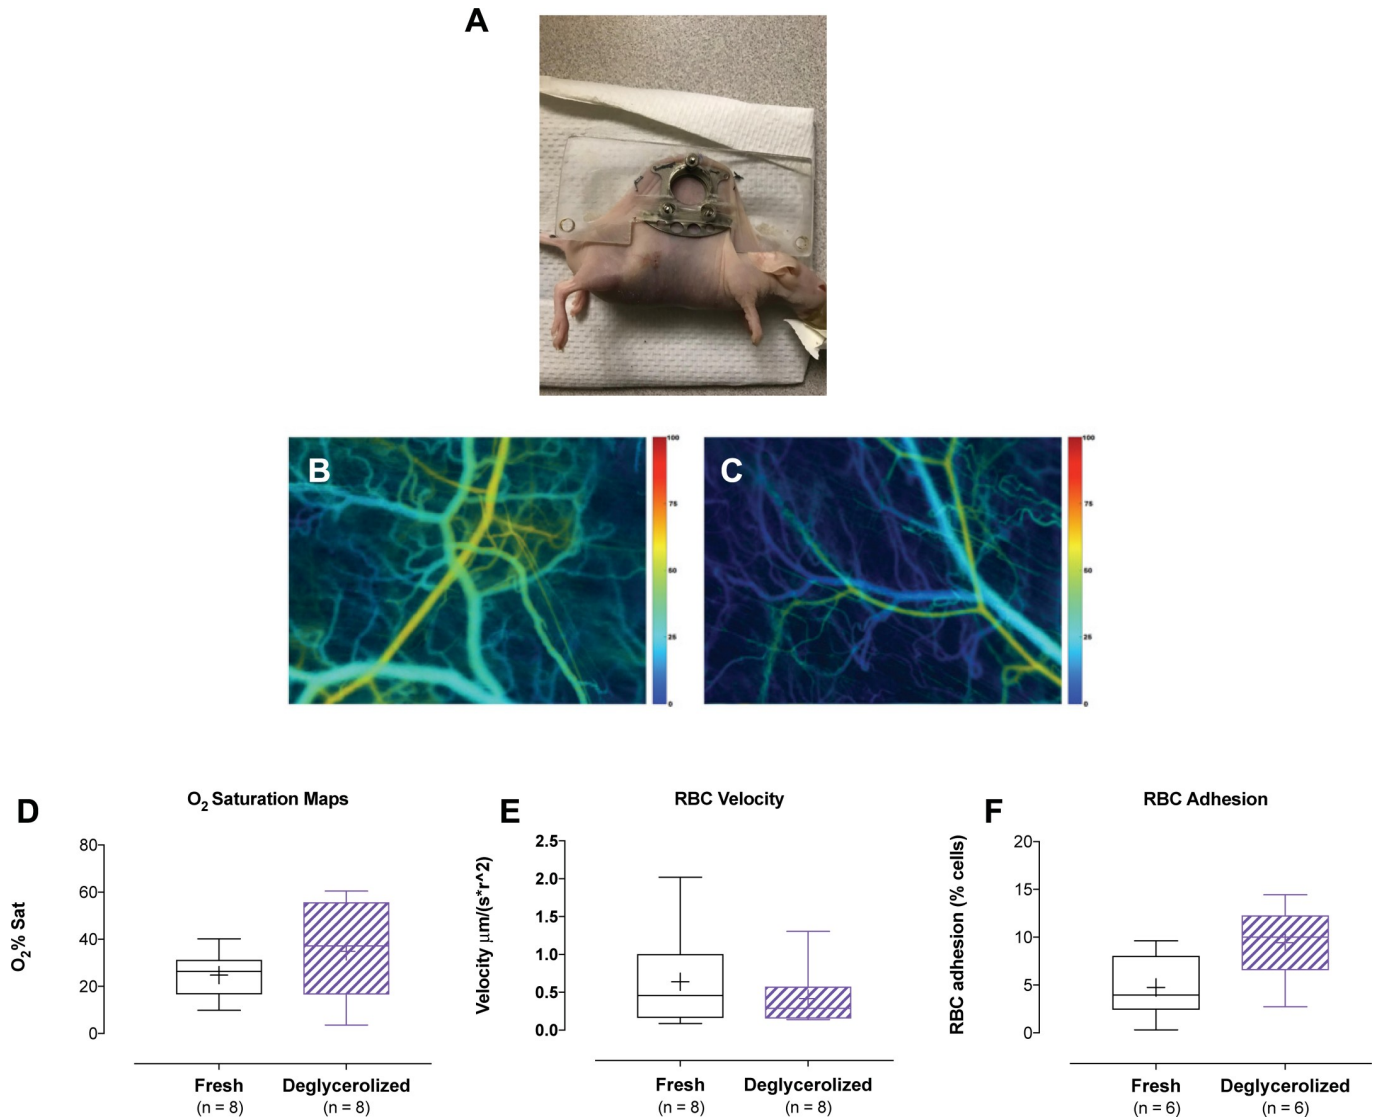 A
B
100
75
50
25
0
C
100
75
50
25
0
D
O2 Saturation Maps
O2% Sat
80
60
40
20
0
Fresh
(n = 8)
Deglycerolized
(n = 8)
E
RBC Velocity
Velocity μm/(s*r^2)
2.5
2.0
1.5
1.0
0.5
0.0
Fresh
(n = 8)
Deglycerolized
(n = 8)
F
RBC Adhesion
RBC adhesion (% cells)
20
15
10
5
0
Fresh
(n = 6)
Deglycerolized
(n = 6)